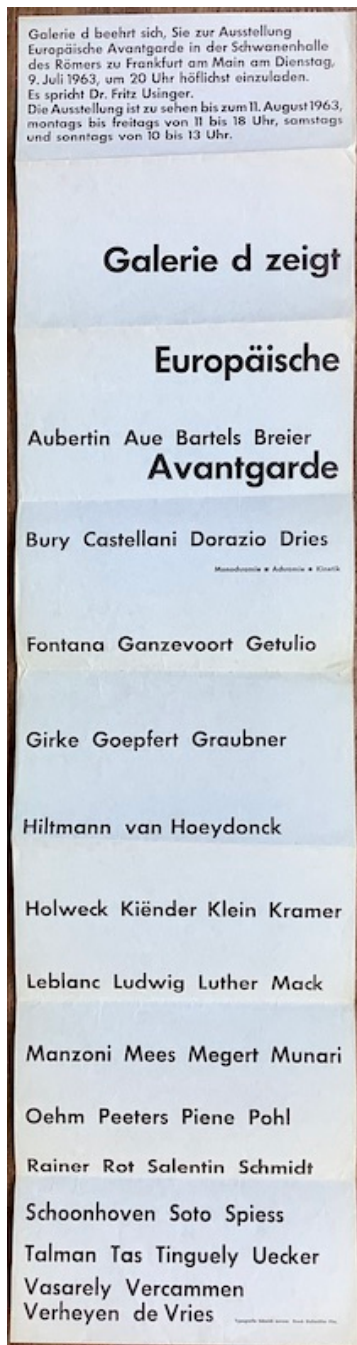 Galerie d beehrt sich, Sie zur Ausstellung
Europäische Avantgarde in der Schwanenhalle
des Römers zu Frankfurt am Main am Dienstag,
9. Juli 1963, um 20 Uhr höflichst einzuladen.
Es spricht Dr. Fritz Usinger.
Die Ausstellung ist zu sehen bis zum 11. August 1963,
montags bis freitags von 11 bis 18 Uhr, samstags
und sonntags von 10 bis 13 Uhr.
Galerie d zeigt
Europäische
Aubertin Aue Bartels Breier
Avantgarde
Bury Castellani Dorazio Dries
Monochromie • Achromie • Kinetik
Fontana Ganzevoort Getulio
Girke Goepfert Graubner
Hiltmann van Hoeydonck
Holweck Kiënder Klein Kramer
Leblanc Ludwig Luther Mack
Manzoni Mees Megert Munari
Oehm Peeters Piene Pohl
Rainer Rot Salentin Schmidt
Schoonhoven Soto Spiess
Talman Tas Tinguely Uecker
Vasarely Vercammen
Verheyen de Vries